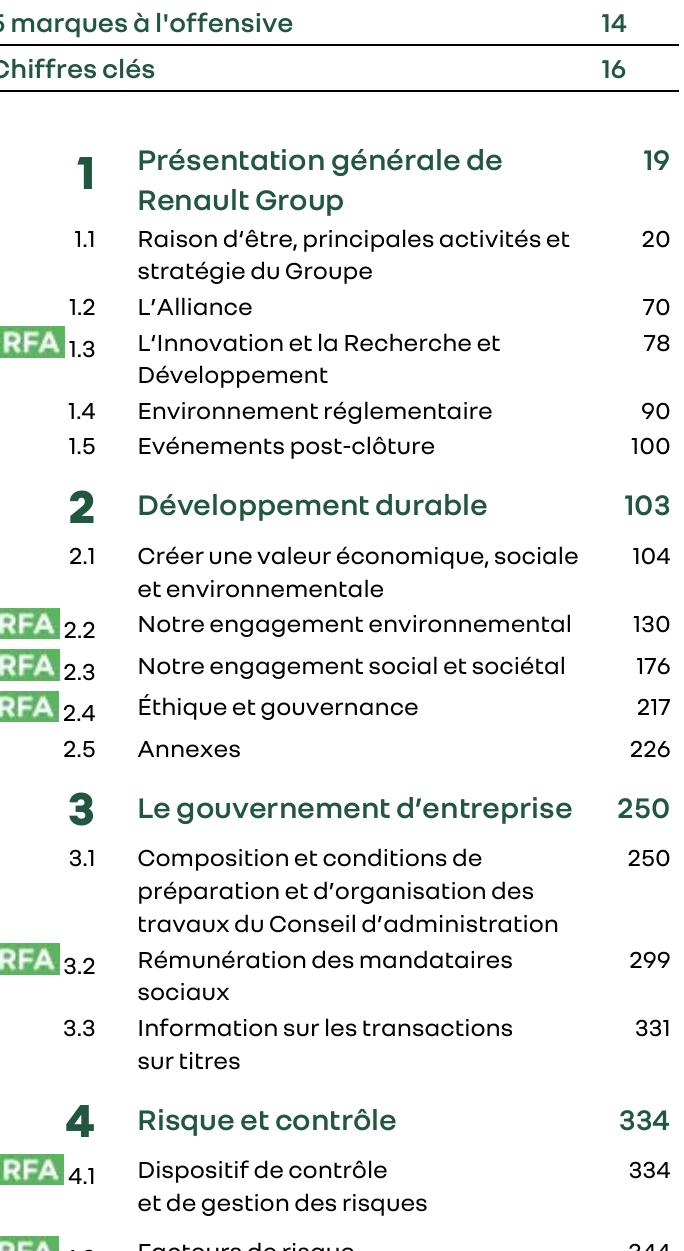 5 marques à l'offensive 14
Chiffres clés 16
1 Présentation générale de 19
Renault Group
1.1 Raison d’être, principales activités et 20
stratégie du Groupe
1.2 L’Alliance 70
RFA 1.3 L‘Innovation et la Recherche et 78
Développement
1.4 Environnement réglementaire 90
1.5 Evénements post-clôture 100
2 Développement durable 103
2.1 Créer une valeur économique, sociale 104
et environnementale
RFA 2.2 Notre engagement environnemental 130
RFA 2.3 Notre engagement social et sociétal 176
RFA 2.4 Éthique et gouvernance 217
2.5 Annexes 226
3 Le gouvernement d’entreprise 250
3.1 Composition et conditions de 250
préparation et d’organisation des
travaux du Conseil d’administration
RFA 3.2 Rémunération des mandataires 299
sociaux
3.3 Information sur les transactions 331
sur titres
4 Risque et contrôle 334
RFA 4.1 Dispositif de contrôle 334
et de gestion des risques
RFA Facteurs de risque 344